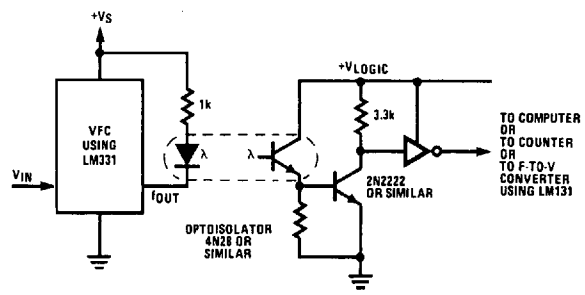 +VS
1k
VFC
USING
LM331
VIN
fOUT
λ
λ
OPTOISOLATOR
4N28 OR
SIMILAR
+VLOGIC
3.3k
2N2222
OR SIMILAR
TO COMPUTER
OR
TO COUNTER
OR
TO F-TO-V
CONVERTER
USING LM131